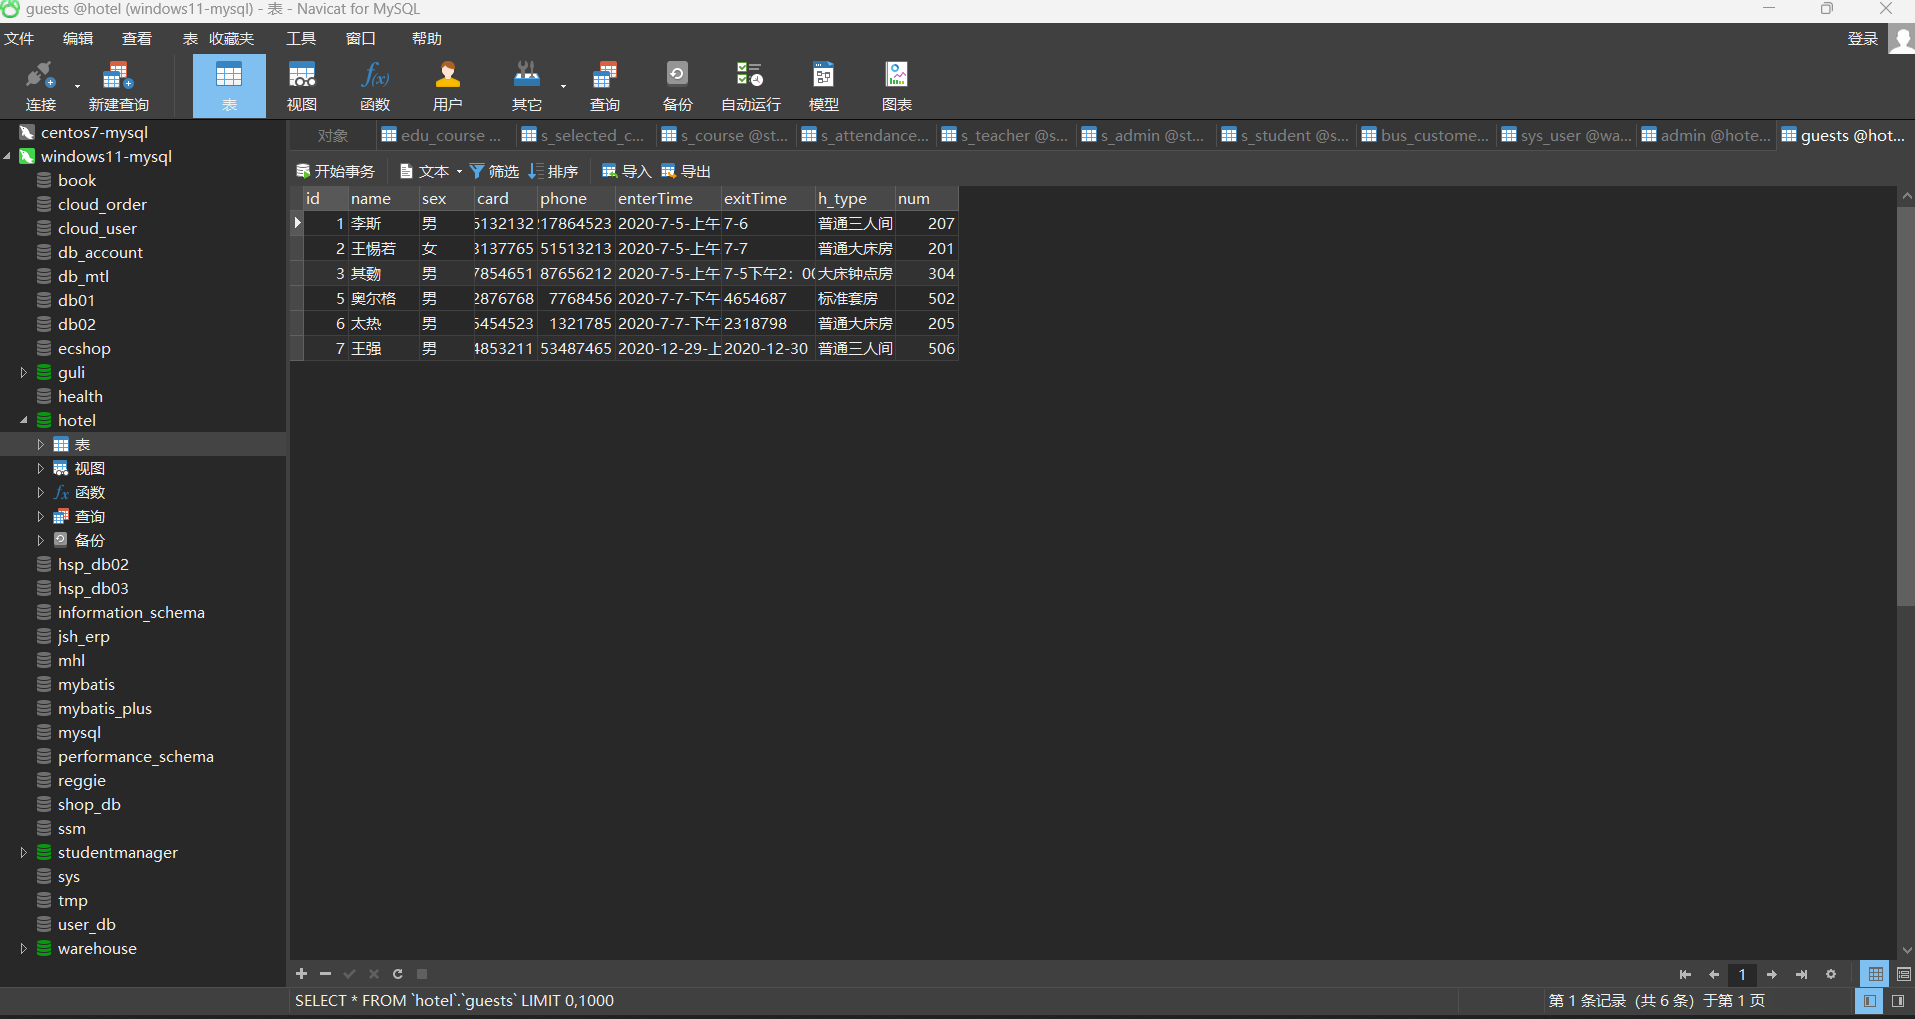 guests @hotel (windows11-mysql) - 表 - Navicat for MySQL
文件 编辑 查看 表 收藏夹 工具 窗口 帮助 登录
连接 新建查询 表 视图 函数 用户 其它 查询 备份 自动运行 模型 图表
centos7-mysql
windows11-mysql
book
cloud_order
cloud_user
db_account
db_mtl
db01
db02
ecshop
guli
health
hotel
表
视图
函数
查询
备份
hsp_db02
hsp_db03
information_schema
jsh_erp
mhl
mybatis
mybatis_plus
mysql
performance_schema
reggie
shop_db
ssm
studentmanager
sys
tmp
user_db
warehouse
对象 edu_course ... s_selected_c... s_course @st... s_attendance... s_teacher @s... s_admin @st... s_student @s... bus_custome... sys_user @wa... admin @hote... guests @hot...
开始事务 文本 筛选 排序 导入 导出
id name sex card phone enterTime exitTime h_type num
1 李斯 男 6132132 17864523 2020-7-5-上午 7-6 普通三人间 207
2 王惕若 女 3137765 51513213 2020-7-5-上午 7-7 普通大床房 201
3 其勠 男 7854651 87656212 2020-7-5-上午 7-5下午2：00 大床钟点房 304
5 奥尔格 男 2876768 7768456 2020-7-7-下午 4654687 标准套房 502
6 太热 男 5454523 1321785 2020-7-7-下午 2318798 普通大床房 205
7 王强 男 4853211 53487465 2020-12-29-上 2020-12-30 普通三人间 506
1
SELECT * FROM `hotel`.`guests` LIMIT 0,1000 第 1 条记录 (共 6 条) 于第 1 页